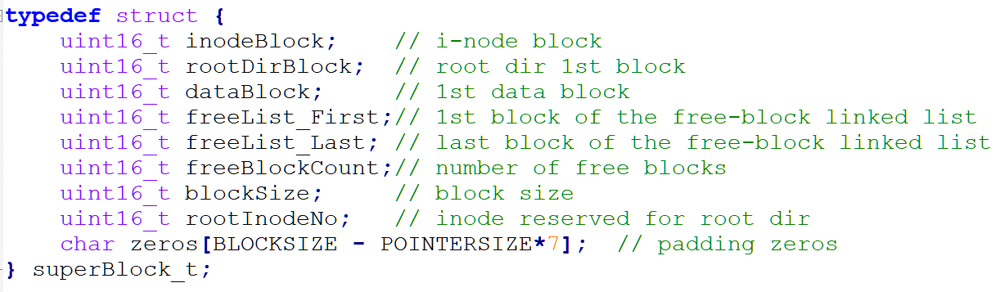 typedef struct {
    uint16_t inodeBlock;    // i-node block
    uint16_t rootDirBlock;  // root dir 1st block
    uint16_t dataBlock;     // 1st data block
    uint16_t freeList_First;// 1st block of the free-block linked list
    uint16_t freeList_Last; // last block of the free-block linked list
    uint16_t freeBlockCount;// number of free blocks
    uint16_t blockSize;     // block size
    uint16_t rootInodeNo;   // inode reserved for root dir
    char zeros[BLOCKSIZE - POINTERSIZE*7];  // padding zeros
} superBlock_t;